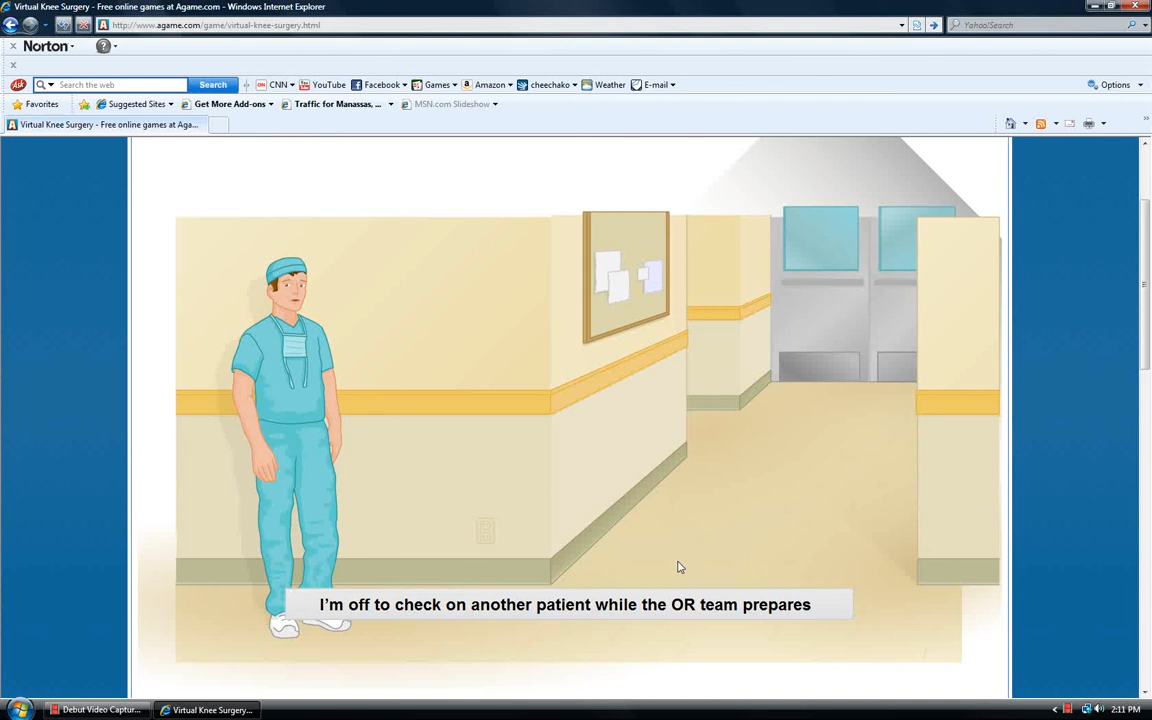 Virtual Knee Surgery - Free online games at Agame.com - Windows Internet Explorer
http://www.agame.com/game/virtual-knee-surgery.html
Yahoo!Search
x Norton
x
Ask Search the web Search CNN YouTube Facebook Games Amazon cheechako Weather E-mail Options
Favorites Suggested Sites Get More Add-ons Traffic for Manassas, ... MSN.com Slideshow
A Virtual Knee Surgery - Free online games at Aga...
I'm off to check on another patient while the OR team prepares
Debut Video Captur... Virtual Knee Surgery... 2:11 PM